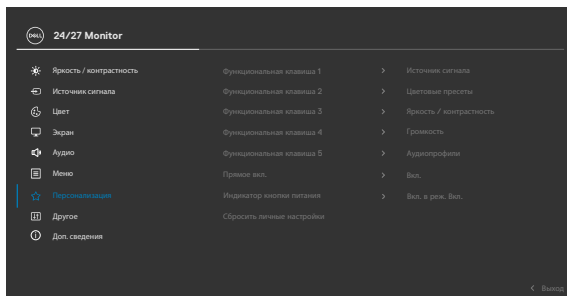 DELL 24/27 Monitor
Яркость / контрастность Функциональная клавиша 1 > Источник сигнала
Источник сигнала Функциональная клавиша 2 > Цветовые пресеты
Цвет Функциональная клавиша 3 > Яркость / контрастность
Экран Функциональная клавиша 4 > Громкость
Аудио Функциональная клавиша 5 > Аудиопрофили
Меню Прямое вкл. > Вкл.
Персонализация Индикатор кнопки питания > Вкл. в реж. Вкл.
Другое Сбросить личные настройки
Доп. сведения
< Выход